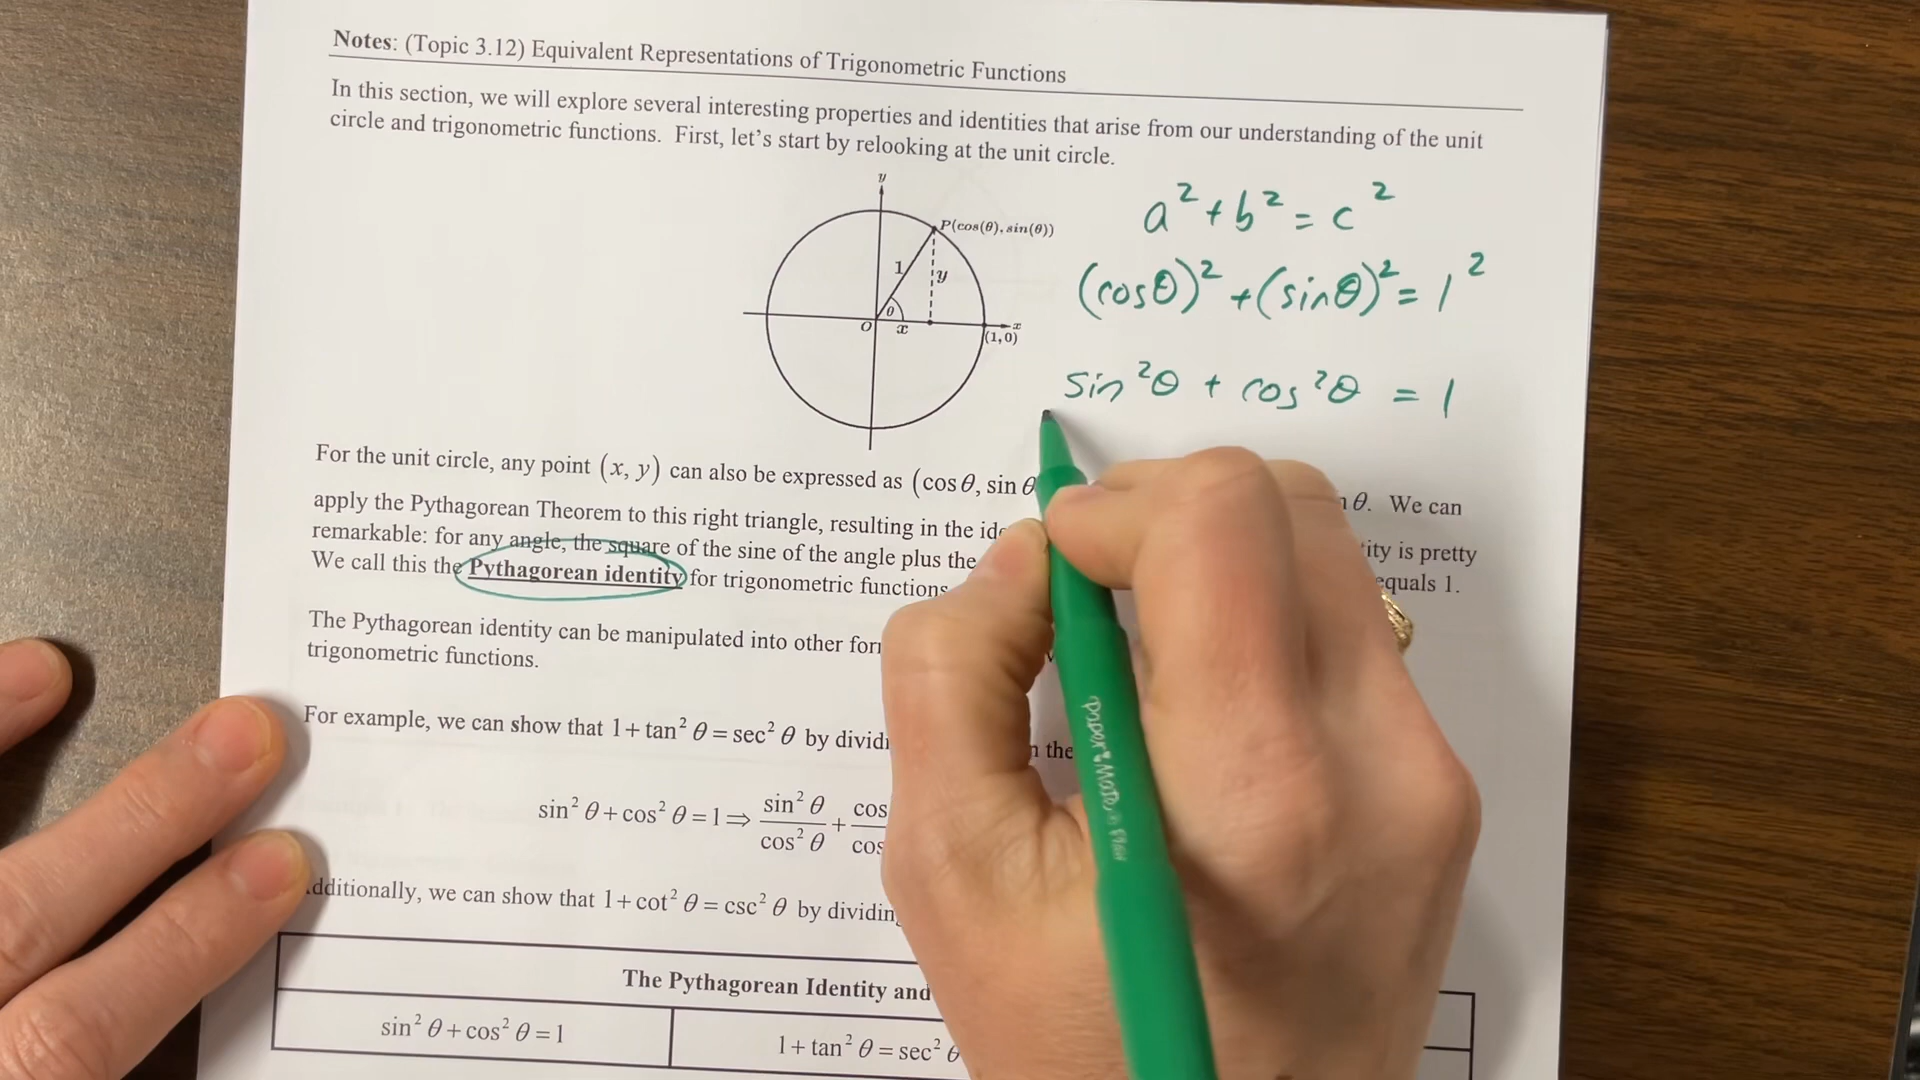 Notes: (Topic 3.12) Equivalent Representations of Trigonometric Functions
In this section, we will explore several interesting properties and identities that arise from our understanding of the unit
circle and trigonometric functions. First, let's start by relooking at the unit circle.
y
P(cos(θ), sin(θ))
1
y
θ
O
x
x
(1, 0)
a² + b² = c²
(cosθ)² + (sinθ)² = 1²
sin²θ + cos²θ = 1
For the unit circle, any point (x, y) can also be expressed as (cos θ, sin θ θ. We can
apply the Pythagorean Theorem to this right triangle, resulting in the is pretty
remarkable: for any angle, the square of the sine of the angle plus the equals 1.
We call this the Pythagorean identity for trigonometric functions
The Pythagorean identity can be manipulated into other
trigonometric functions.
For example, we can show that 1 + tan² θ = sec² θ by the
sin² θ + cos² θ = 1 ⇒ sin² θ / cos² θ + cos / cos
we can show that 1 + cot² θ = csc² θ by
The Pythagorean Identity and
sin² θ + cos² θ = 1
1 + tan² θ = sec² θ
paper mate